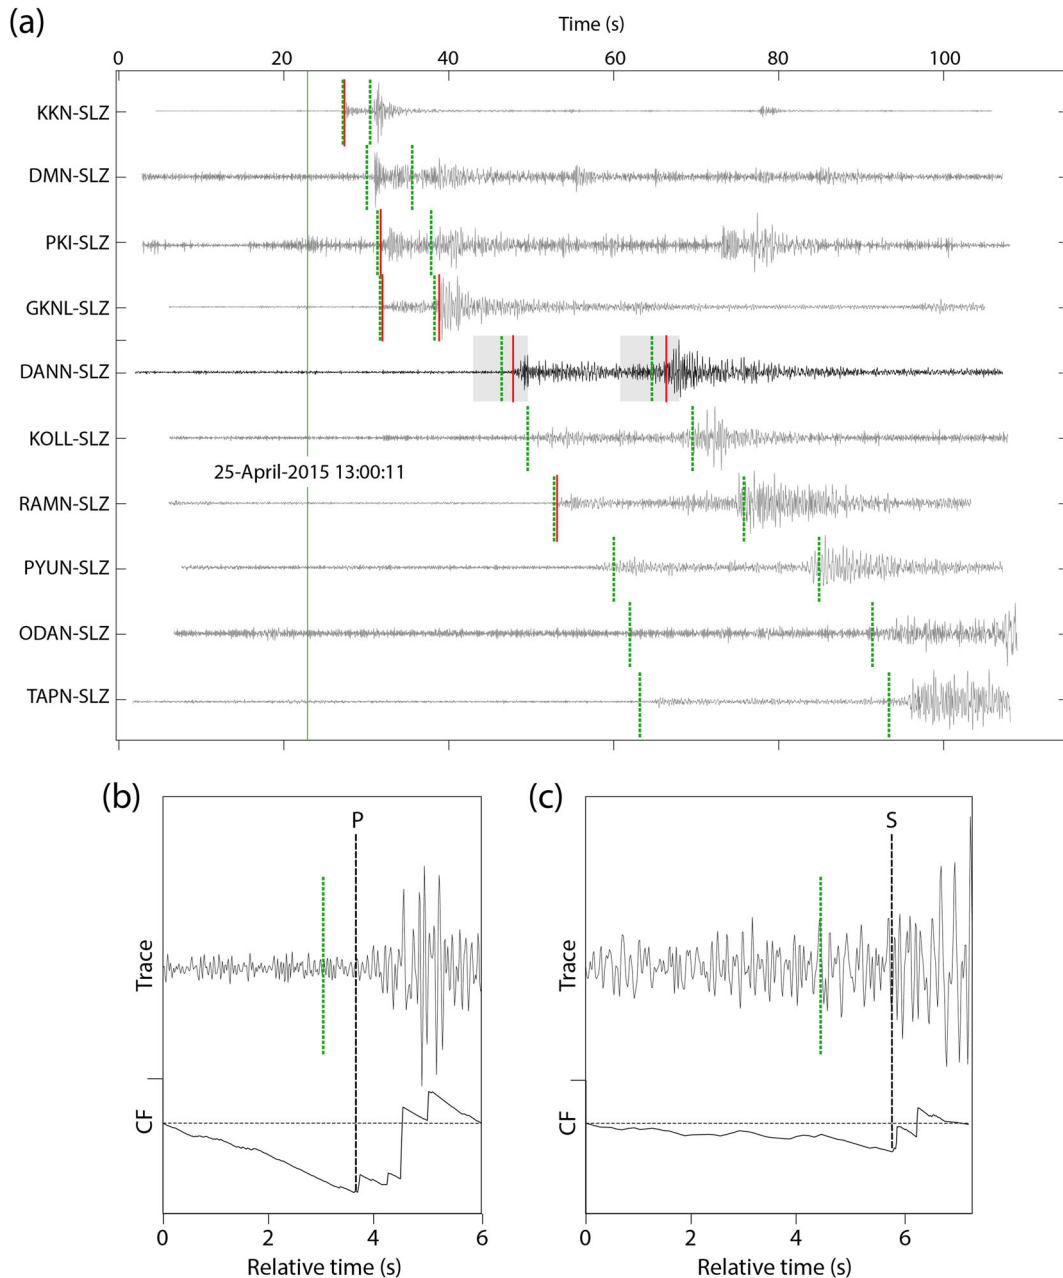 (a)
Time (s)
0 20 40 60 80 100
KKN-SLZ
DMN-SLZ
PKI-SLZ
GKNL-SLZ
DANN-SLZ
KOLL-SLZ
25-April-2015 13:00:11
RAMN-SLZ
PYUN-SLZ
ODAN-SLZ
TAPN-SLZ
0 20 40 60 80 100
(b)
P
Trace
CF
0 2 4 6
Relative time (s)
(c)
S
Trace
CF
0 2 4 6
Relative time (s)